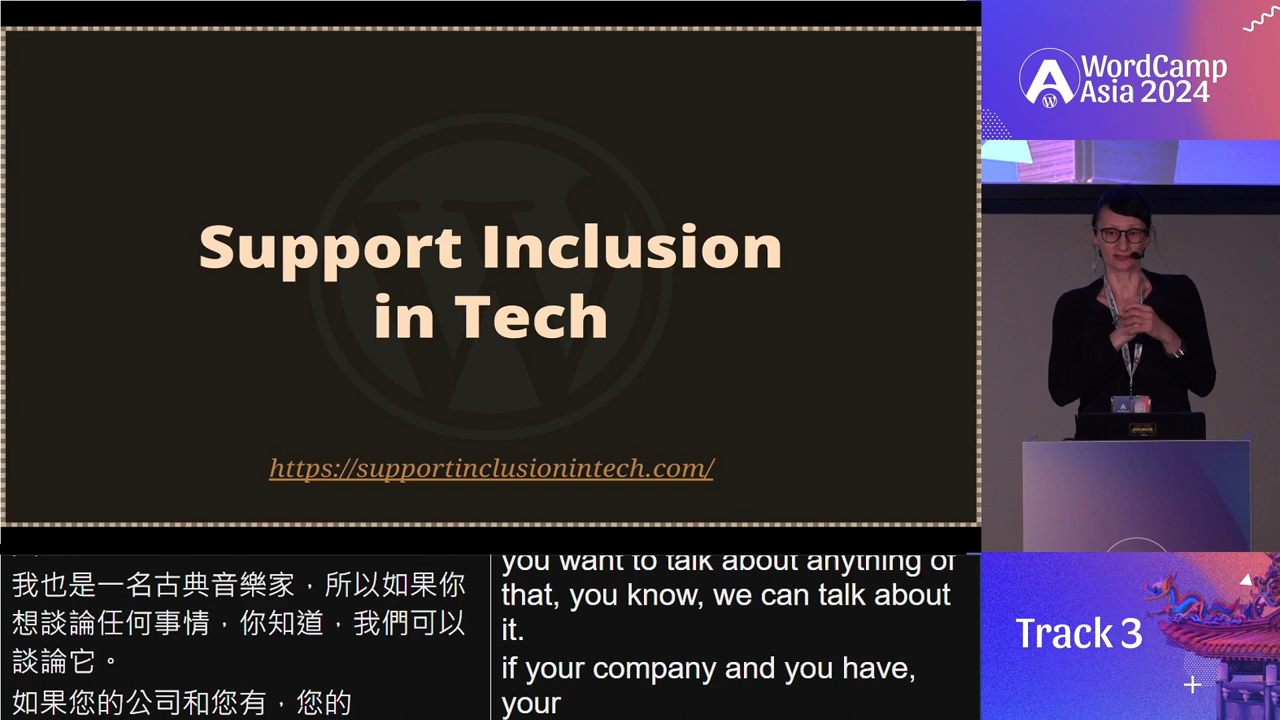 Support Inclusion
in Tech
https://supportinclusionintech.com/
WordCamp
Asia 2024
我也是一名古典音樂家，所以如果你
想談論任何事情，你知道，我們可以
談論它。
如果您的公司和您有，您的
you want to talk about anything of
that, you know, we can talk about
it.
if your company and you have,
your
Track 3